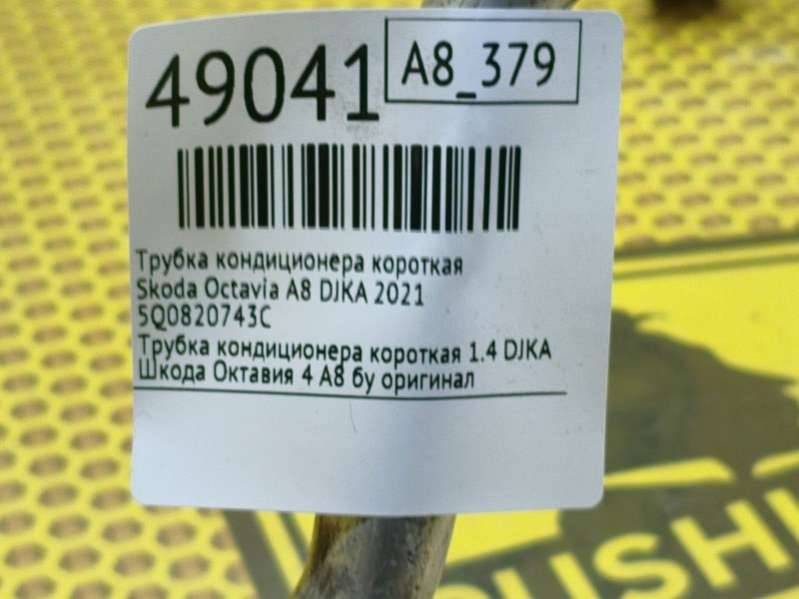 49041
A8_379
Трубка кондиционера короткая
Skoda Octavia A8 DJKA 2021
5Q0820743C
Трубка кондиционера короткая 1.4 DJKA
Шкода Октавия 4 А8 бу оригинал